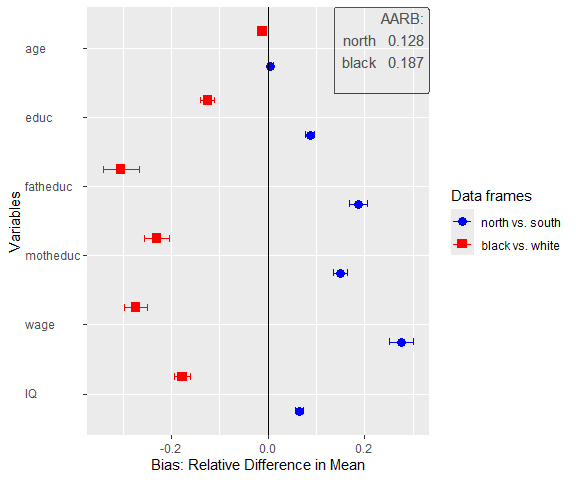 AARB:
north 0.128
black 0.187
Variables
age
educ
fatheduc
motheduc
wage
IQ
-0.2 0.0 0.2
Bias: Relative Difference in Mean
Data frames
north vs. south
black vs. white